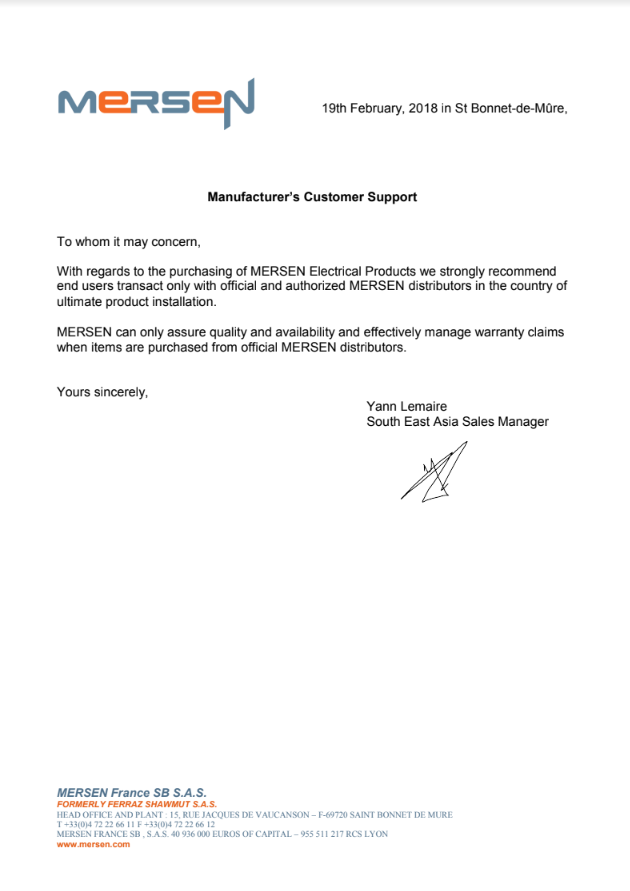 MERSEN
19th February, 2018 in St Bonnet-de-Mûre,
Manufacturer's Customer Support
To whom it may concern,
With regards to the purchasing of MERSEN Electrical Products we strongly recommend
end users transact only with official and authorized MERSEN distributors in the country of
ultimate product installation.
MERSEN can only assure quality and availability and effectively manage warranty claims
when items are purchased from official MERSEN distributors.
Yours sincerely,
Yann Lemaire
South East Asia Sales Manager
MERSEN France SB S.A.S.
FORMERLY FERRAZ SHAWMUT S.A.S.
HEAD OFFICE AND PLANT : 15, RUE JACQUES DE VAUCANSON – F-69720 SAINT BONNET DE MURE
T +33(0)4 72 22 66 11 F +33(0)4 72 22 66 12
MERSEN FRANCE SB , S.A.S. 40 936 000 EUROS OF CAPITAL – 955 511 217 RCS LYON
www.mersen.com